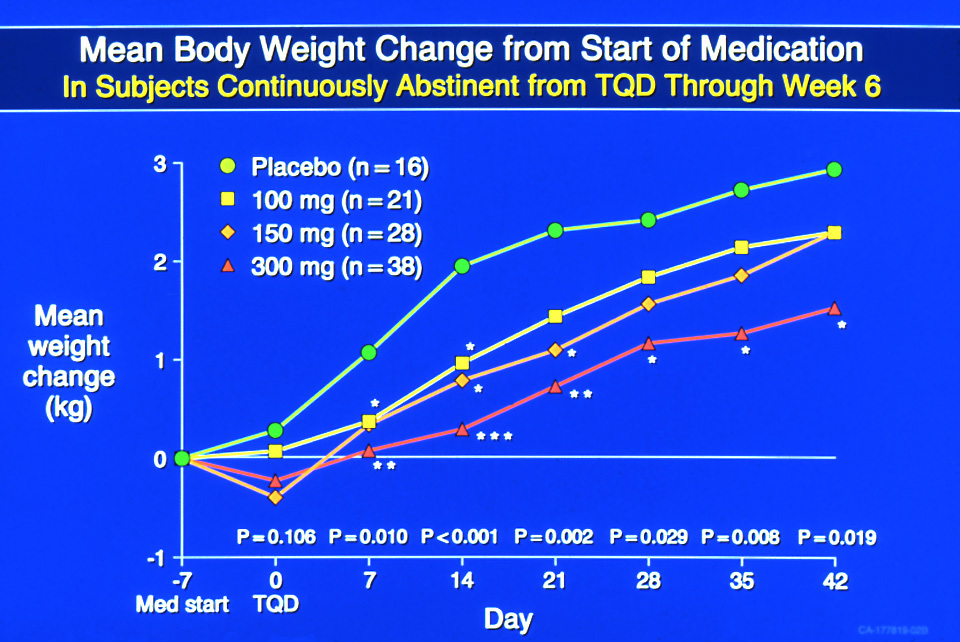 Mean Body Weight Change from Start of Medication
In Subjects Continuously Abstinent from TQD Through Week 6
Placebo (n=16)
100 mg (n=21)
150 mg (n=28)
300 mg (n=38)
Mean
weight
change
(kg)
3
2
1
0
-1
*
*
*
*
*
*
*
*
**
***
**
P=0.106 P=0.010 P<0.001 P=0.002 P=0.029 P=0.008 P=0.019
-7 0 7 14 21 28 35 42
Med start TQD
Day